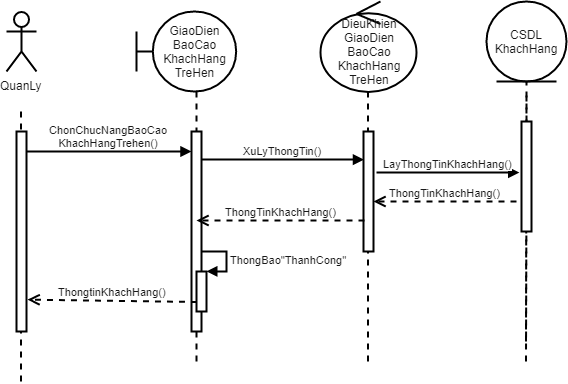 GiaoDien
BaoCao
KhachHang
TreHen
DieuKhien
GiaoDien
BaoCao
KhachHang
TreHen
CSDL
KhachHang
QuanLy
ChonChucNangBaoCao
KhachHangTrehen()
XuLyThongTin()
LayThongTinKhachHang()
ThongTinKhachHang()
ThongTinKhachHang()
ThongBao"ThanhCong"
ThongtinKhachHang()